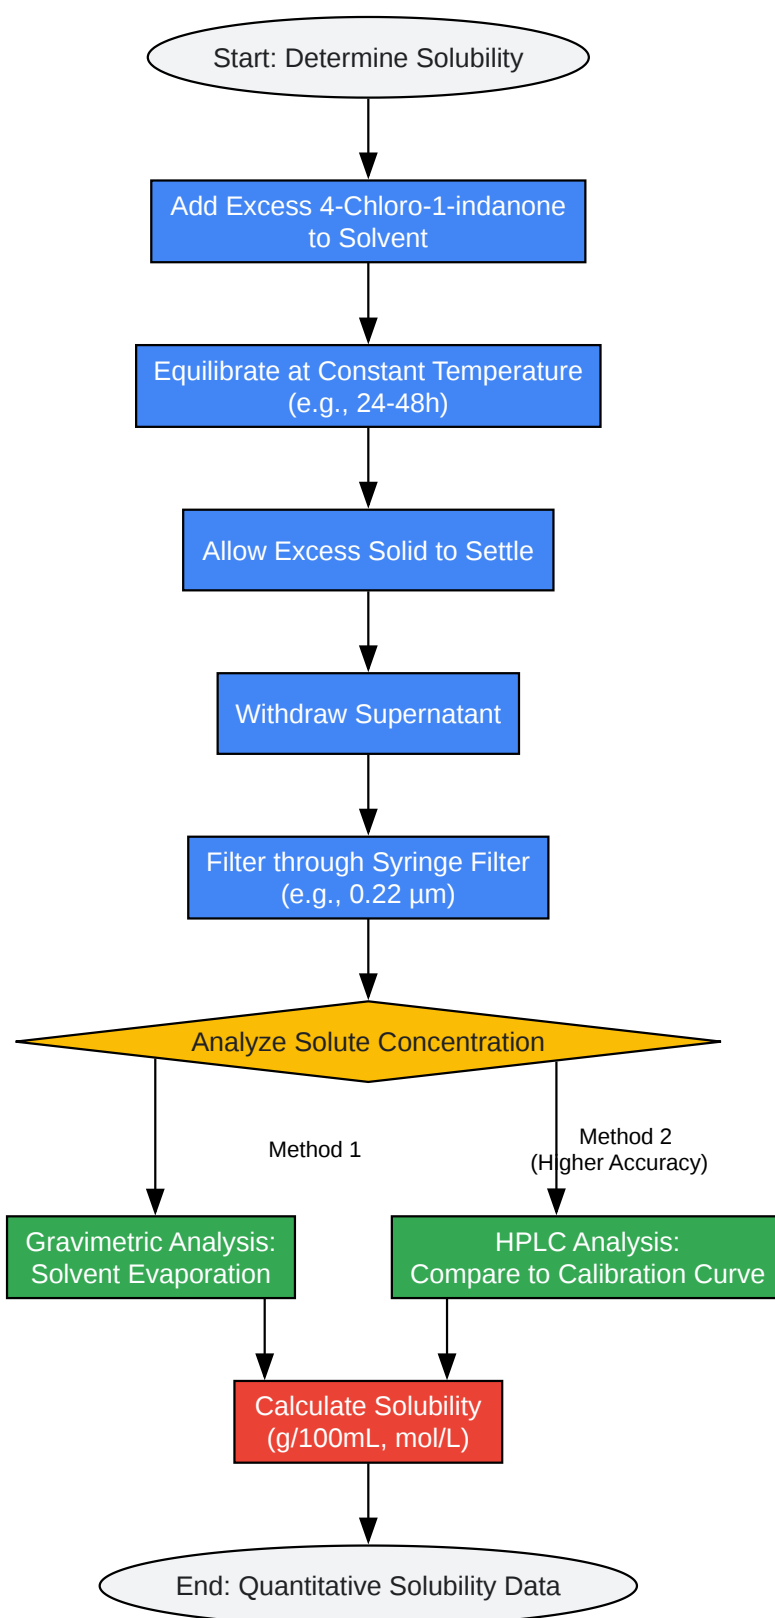 Start: Determine Solubility
Add Excess 4-Chloro-1-indanone
to Solvent
Equilibrate at Constant Temperature
(e.g., 24-48h)
Allow Excess Solid to Settle
Withdraw Supernatant
Filter through Syringe Filter
(e.g., 0.22 µm)
Analyze Solute Concentration
Method 1
Method 2
(Higher Accuracy)
Gravimetric Analysis:
Solvent Evaporation
HPLC Analysis:
Compare to Calibration Curve
Calculate Solubility
(g/100mL, mol/L)
End: Quantitative Solubility Data